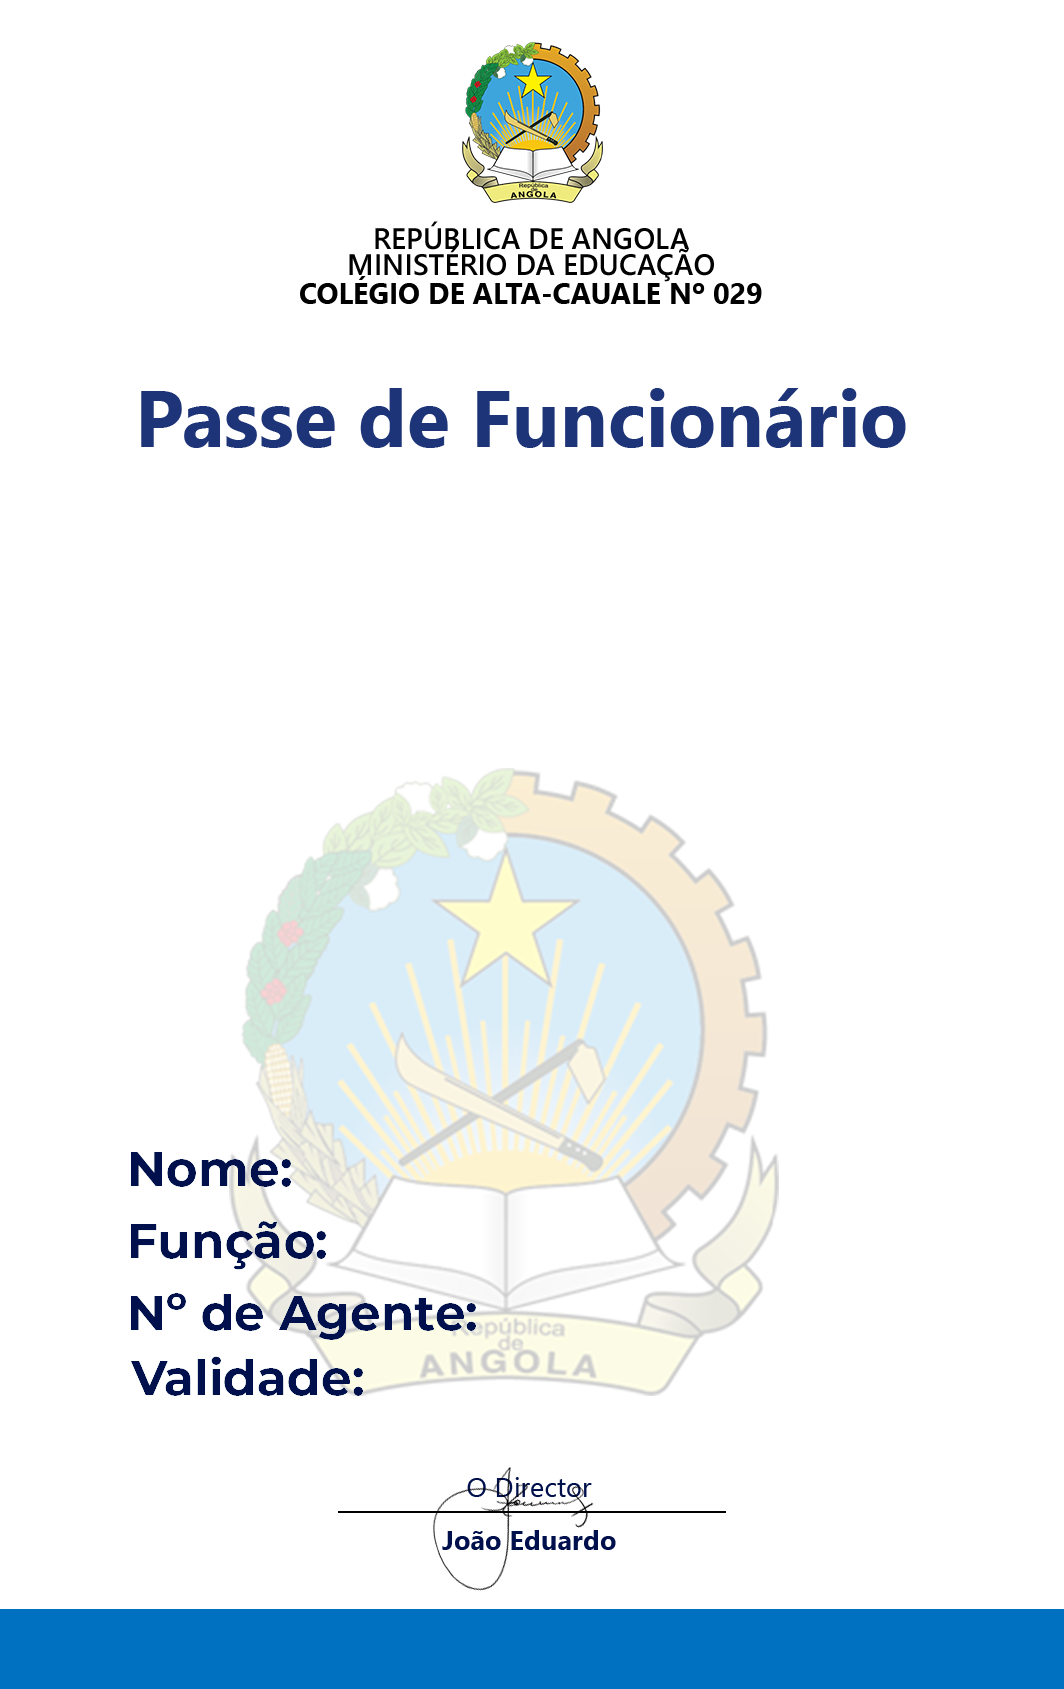 República
de
ANGOLA
REPÚBLICA DE ANGOLA
MINISTÉRIO DA EDUCAÇÃO
COLÉGIO DE ALTA-CAUALE Nº 029
Passe de Funcionário
Nome:
Função:
Nº de Agente:
República
de
ANGOLA
Validade:
O Director
João Eduardo